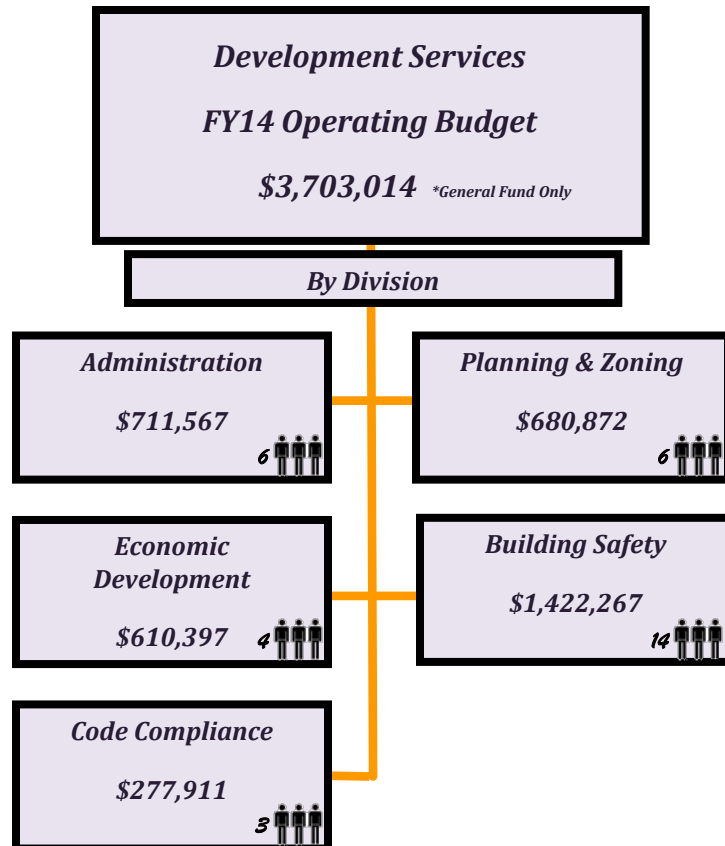 Development Services
FY14 Operating Budget
$3,703,014 *General Fund Only
By Division
Administration
$711,567
6
Planning & Zoning
$680,872
6
Economic
Development
$610,397
4
Building Safety
$1,422,267
14
Code Compliance
$277,911
3